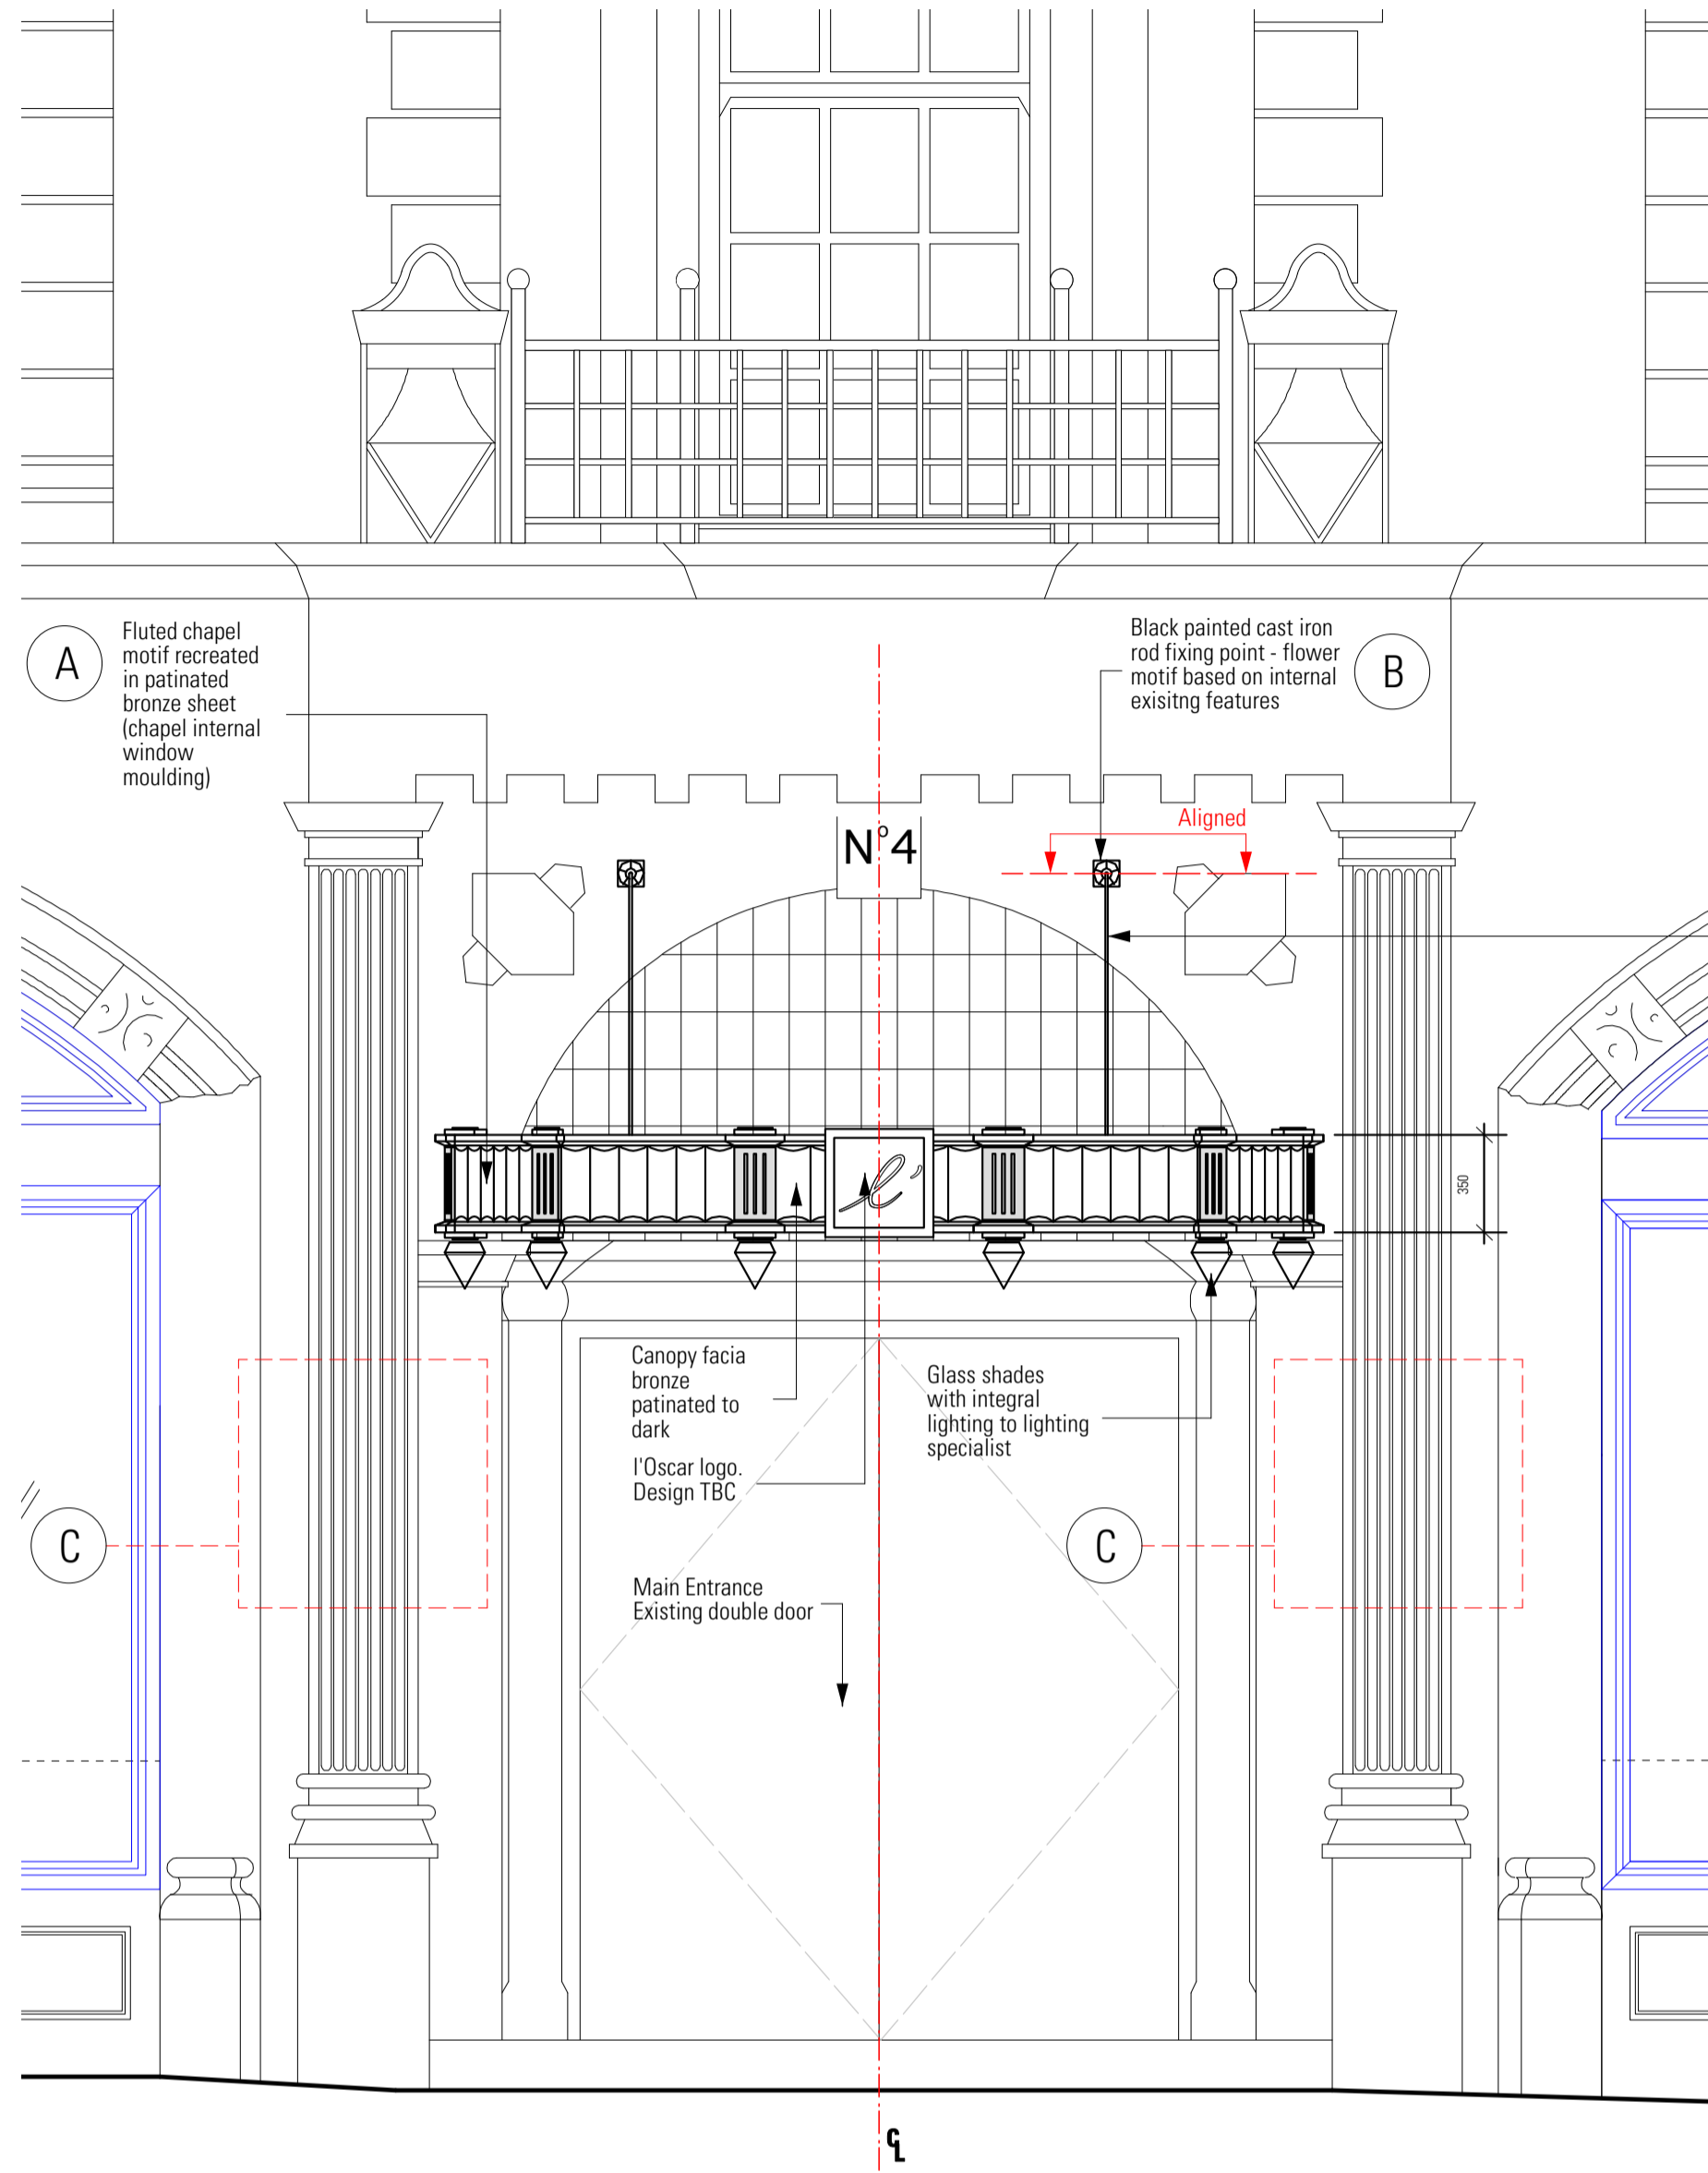 A
Fluted chapel
motif recreated
in patinated
bronze sheet
(chapel internal
window
moulding)
Black painted cast iron
rod fixing point - flower
motif based on internal
exisitng features
B
Aligned
N°4
350
l'
Canopy facia
bronze
patinated to
dark
l'Oscar logo.
Design TBC
Glass shades
with integral
lighting to lighting
specialist
C
C
Main Entrance
Existing double door
CL